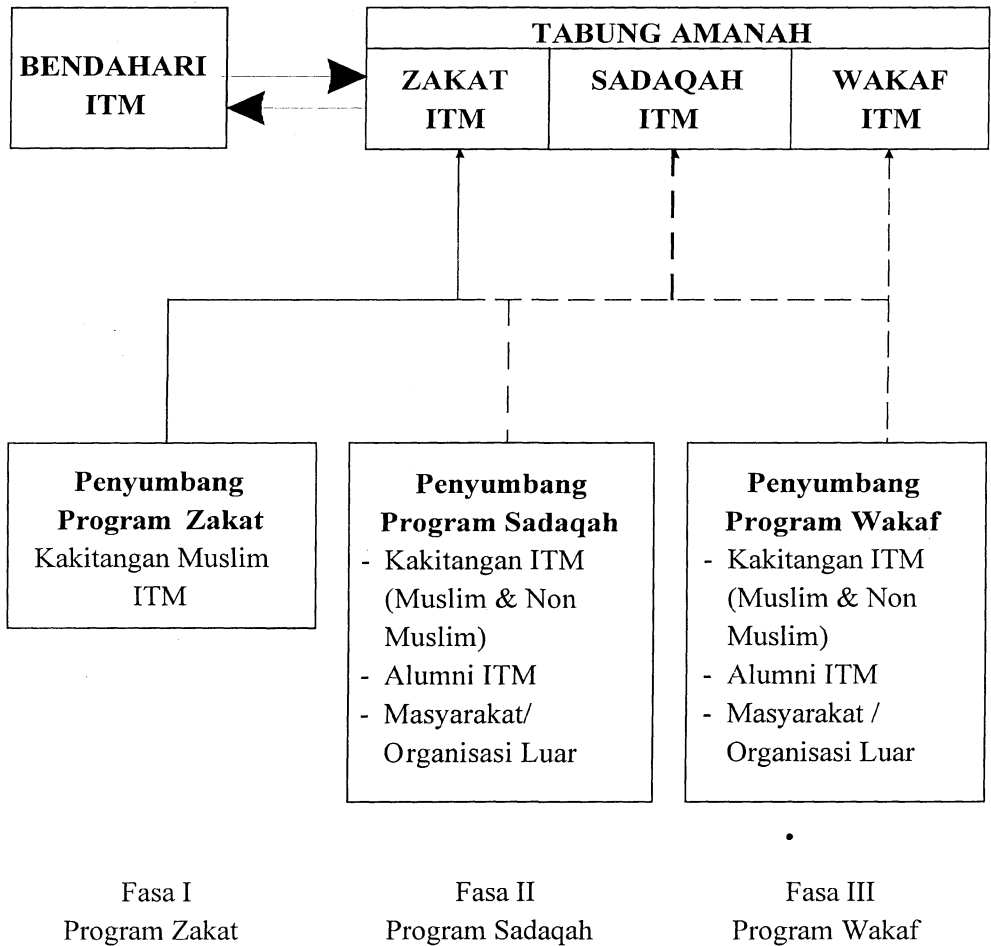 BENDAHARI
ITM
TABUNG AMANAH
ZAKAT
ITM
SADAQAH
ITM
WAKAF
ITM
Penyumbang
Program Zakat
Kakitangan Muslim
ITM
Penyumbang
Program Sadaqah
- Kakitangan ITM
(Muslim & Non
Muslim)
- Alumni ITM
- Masyarakat/
Organisasi Luar
Penyumbang
Program Wakaf
- Kakitangan ITM
(Muslim & Non
Muslim)
- Alumni ITM
- Masyarakat /
Organisasi Luar
Fasa I
Program Zakat
Fasa II
Program Sadaqah
Fasa III
Program Wakaf